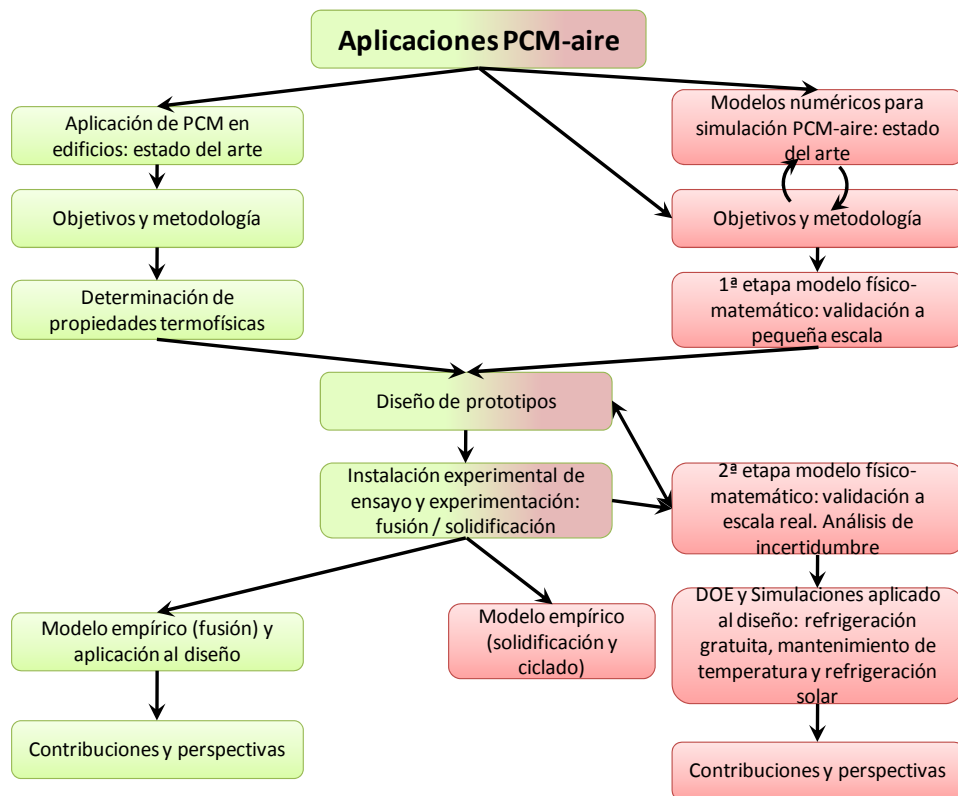 Aplicaciones PCM-aire
Aplicación de PCM en
edificios: estado del arte
Modelos numéricos para
simulación PCM-aire: estado
del arte
Objetivos y metodología
Objetivos y metodología
Determinación de
propiedades termofísicas
1ª etapa modelo físico-
matemático: validación a
pequeña escala
Diseño de prototipos
Instalación experimental de
ensayo y experimentación:
fusión / solidificación
2ª etapa modelo físico-
matemático: validación a
escala real. Análisis de
incertidumbre
Modelo empírico (fusión) y
aplicación al diseño
Modelo empírico
(solidificación y
ciclado)
DOE y Simulaciones aplicado
al diseño: refrigeración
gratuita, mantenimiento de
temperatura y refrigeración
solar
Contribuciones y perspectivas
Contribuciones y perspectivas